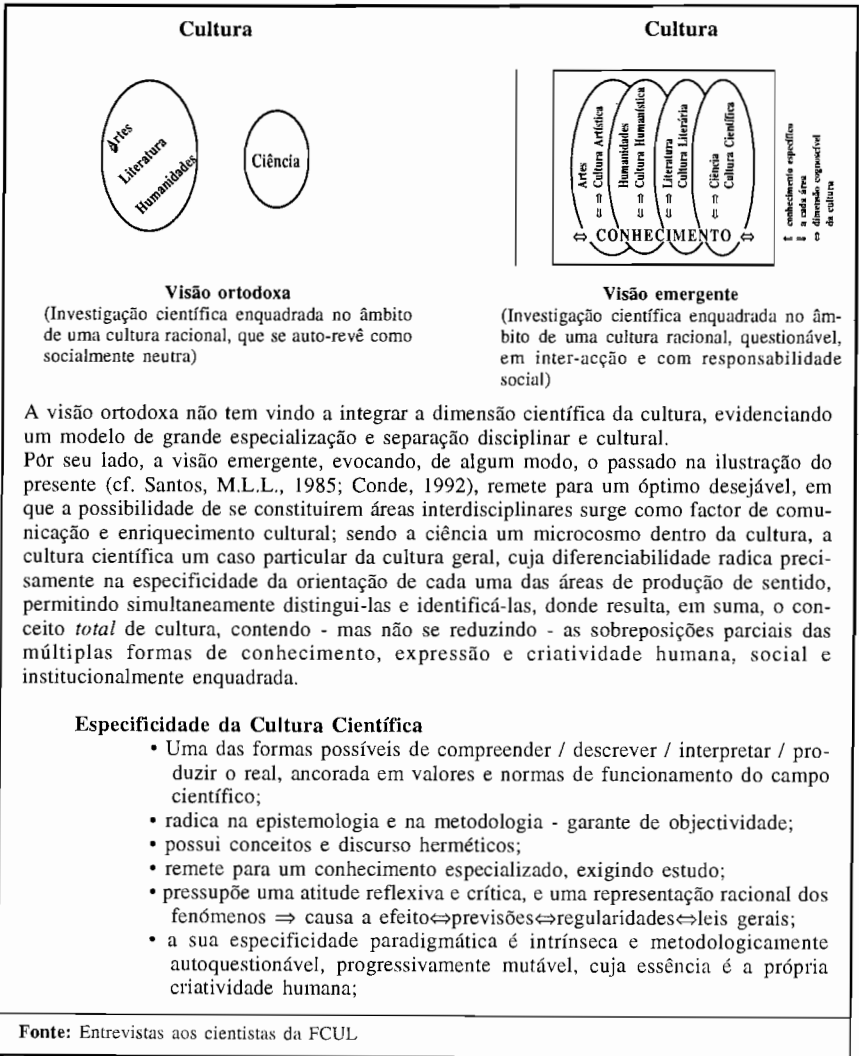 Cultura
Artes
Literatura
Humanidades
Ciência
Visão ortodoxa
(Investigação científica enquadrada no âmbito
de uma cultura racional, que se auto-revê como
socialmente neutra)
Cultura
Artes
⇓ ⇑ Cultura Artística
Humanidades
⇓ ⇑ Cultura Humanística
Literatura
⇓ ⇑ Cultura Literária
Ciência
⇓ ⇑ Cultura Científica
⇔ CONHECIMENTO ⇔
⇑ conhecimento específico
⇓ a cada área
⇔ dimensão cognoscível
da cultura
Visão emergente
(Investigação científica enquadrada no âm-
bito de uma cultura racional, questionável,
em inter-acção e com responsabilidade
social)
A visão ortodoxa não tem vindo a integrar a dimensão científica da cultura, evidenciando
um modelo de grande especialização e separação disciplinar e cultural.
Pór seu lado, a visão emergente, evocando, de algum modo, o passado na ilustração do
presente (cf. Santos, M.L.L., 1985; Conde, 1992), remete para um óptimo desejável, em
que a possibilidade de se constituirem áreas interdisciplinares surge como factor de comu-
nicação e enriquecimento cultural; sendo a ciência um microcosmo dentro da cultura, a
cultura científica um caso particular da cultura geral, cuja diferenciabilidade radica preci-
samente na especificidade da orientação de cada uma das áreas de produção de sentido,
permitindo simultaneamente distingui-las e identificá-las, donde resulta, em suma, o con-
ceito total de cultura, contendo - mas não se reduzindo - as sobreposições parciais das
múltiplas formas de conhecimento, expressão e criatividade humana, social e
institucionalmente enquadrada.
Especificidade da Cultura Científica
• Uma das formas possíveis de compreender / descrever / interpretar / pro-
duzir o real, ancorada em valores e normas de funcionamento do campo
científico;
• radica na epistemologia e na metodologia - garante de objectividade;
• possui conceitos e discurso herméticos;
• remete para um conhecimento especializado, exigindo estudo;
• pressupõe uma atitude reflexiva e crítica, e uma representação racional dos
fenómenos ⇒ causa a efeito⇔previsões⇔regularidades⇔leis gerais;
• a sua especificidade paradigmática é intrínseca e metodologicamente
autoquestionável, progressivamente mutável, cuja essência é a própria
criatividade humana;
Fonte: Entrevistas aos cientistas da FCUL